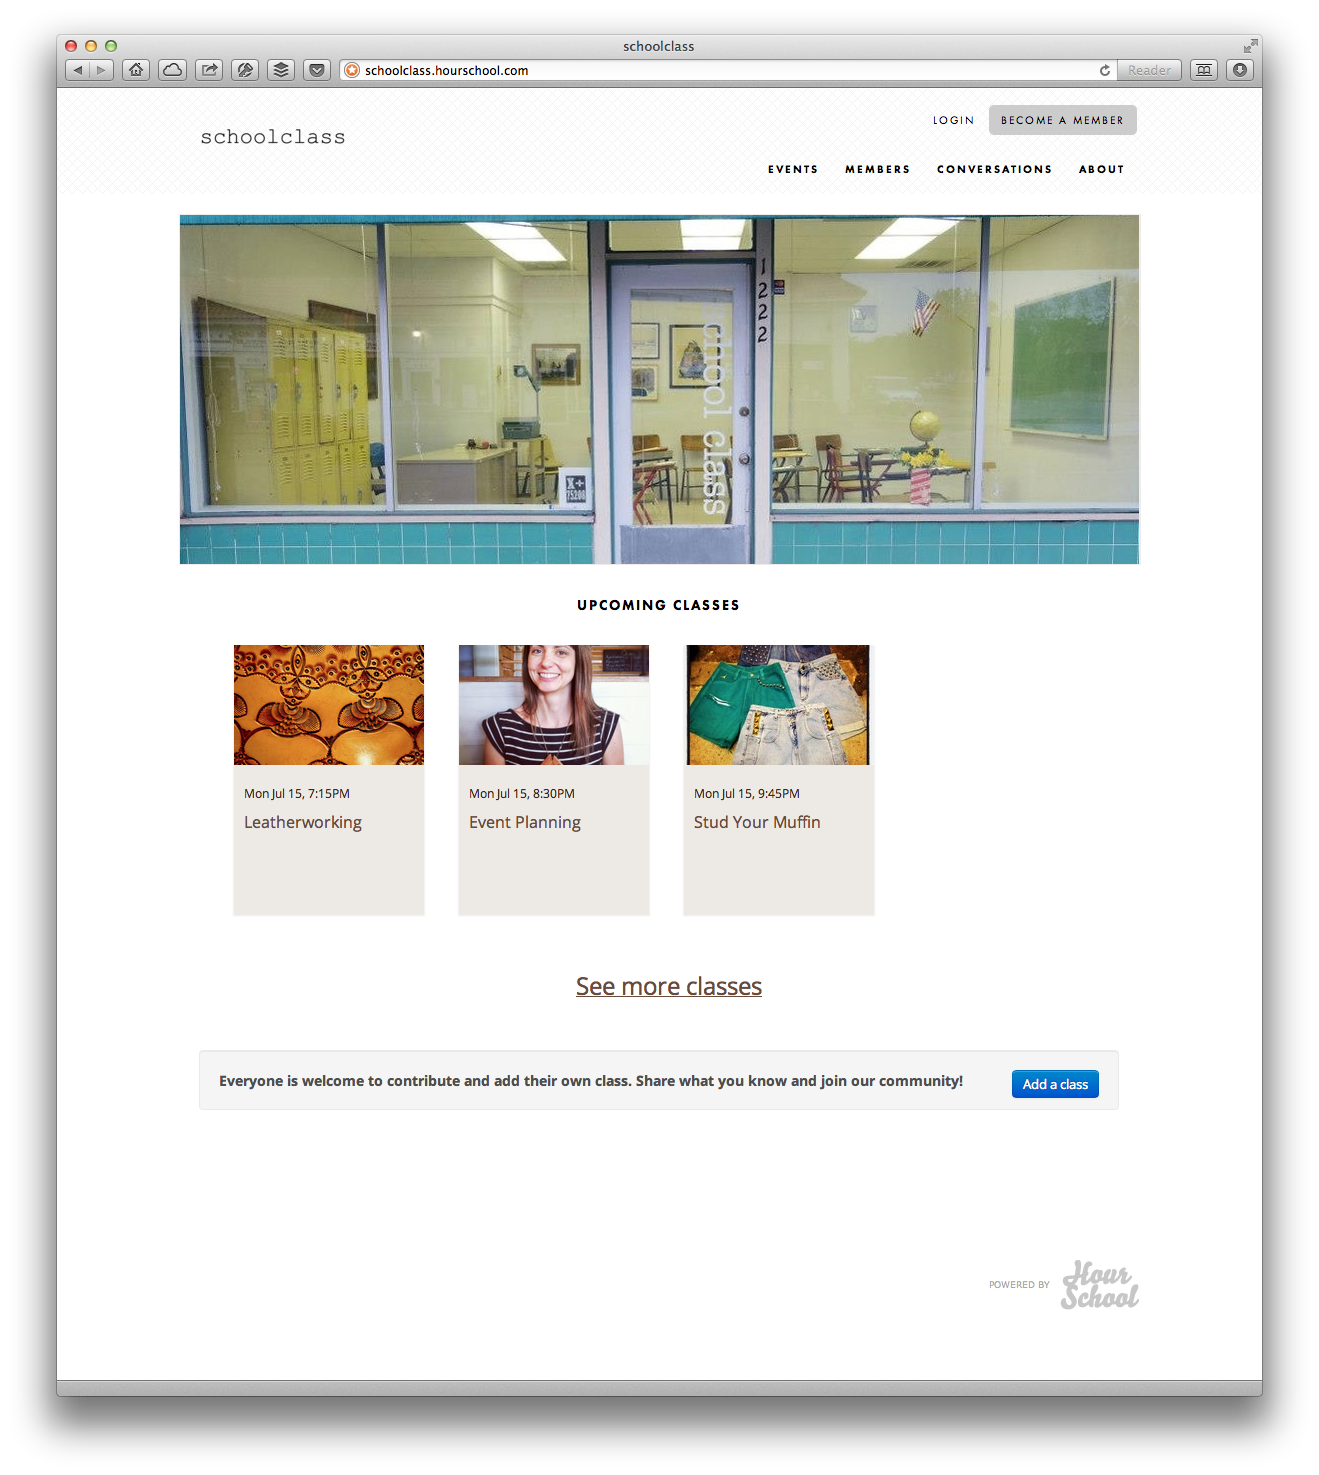 schoolclass
schoolclass.hourschool.com
Reader
LOGIN
BECOME A MEMBER
schoolclass
EVENTS
MEMBERS
CONVERSATIONS
ABOUT
1222
school class
X+
75208
UPCOMING CLASSES
Mon Jul 15, 7:15PM
Leatherworking
Mon Jul 15, 8:30PM
Event Planning
Mon Jul 15, 9:45PM
Stud Your Muffin
See more classes
Everyone is welcome to contribute and add their own class. Share what you know and join our community!
Add a class
POWERED BY
Hour
School